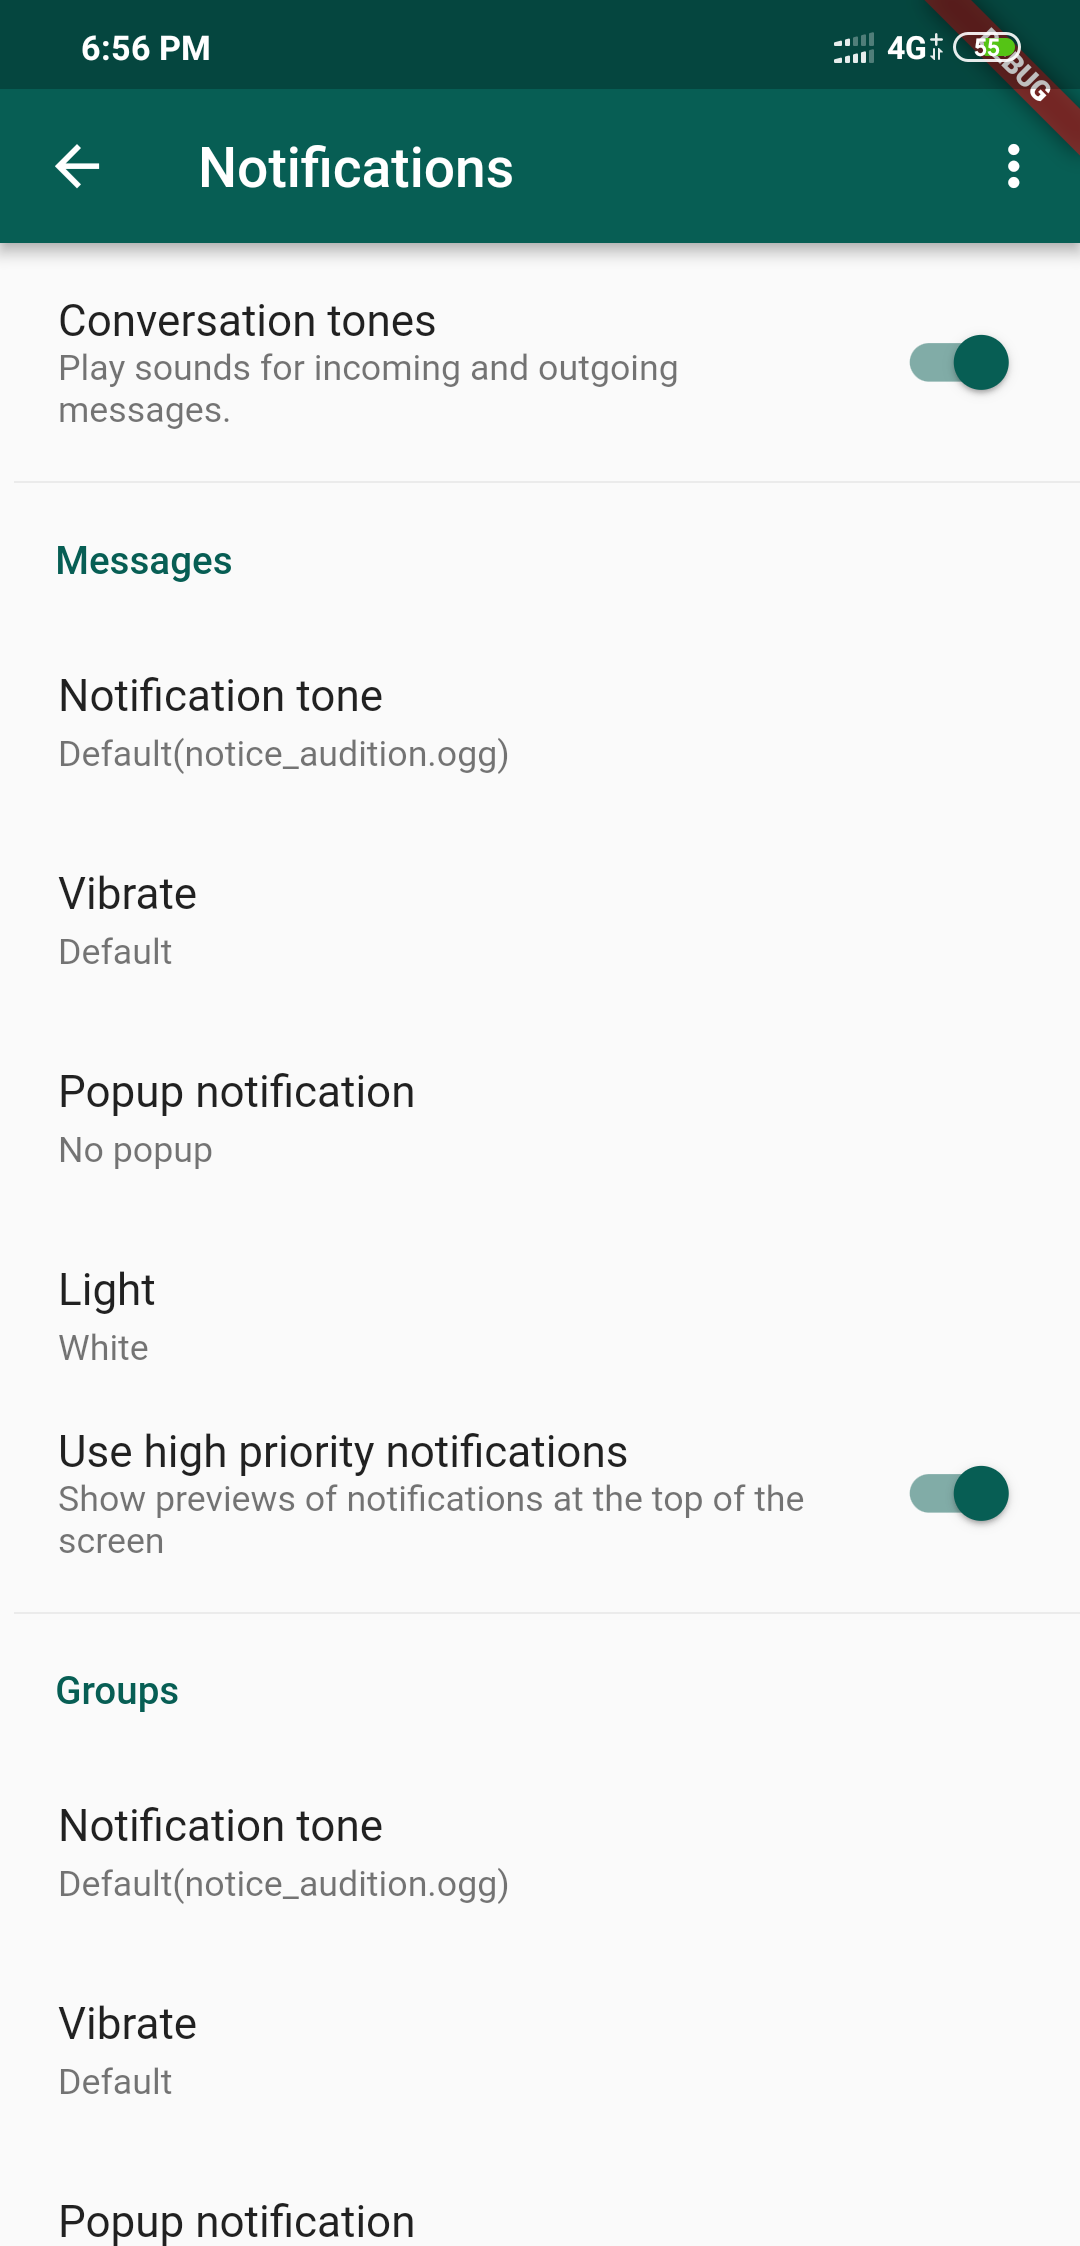 6:56 PM
4G+
55
DEBUG
Notifications
Conversation tones
Play sounds for incoming and outgoing
messages.
Messages
Notification tone
Default(notice_audition.ogg)
Vibrate
Default
Popup notification
No popup
Light
White
Use high priority notifications
Show previews of notifications at the top of the
screen
Groups
Notification tone
Default(notice_audition.ogg)
Vibrate
Default
Popup notification